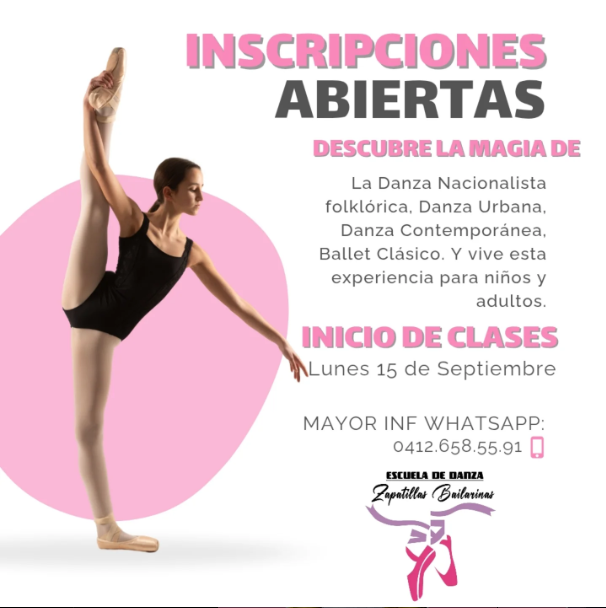 INSCRIPCIONES
ABIERTAS
DESCUBRE LA MAGIA DE
La Danza Nacionalista
folklórica, Danza Urbana,
Danza Contemporánea,
Ballet Clásico. Y vive esta
experiencia para niños y
adultos.
INICIO DE CLASES
Lunes 15 de Septiembre
MAYOR INF WHATSAPP:
0412.658.55.91
ESCUELA DE DANZA
Zapatillas Bailarinas